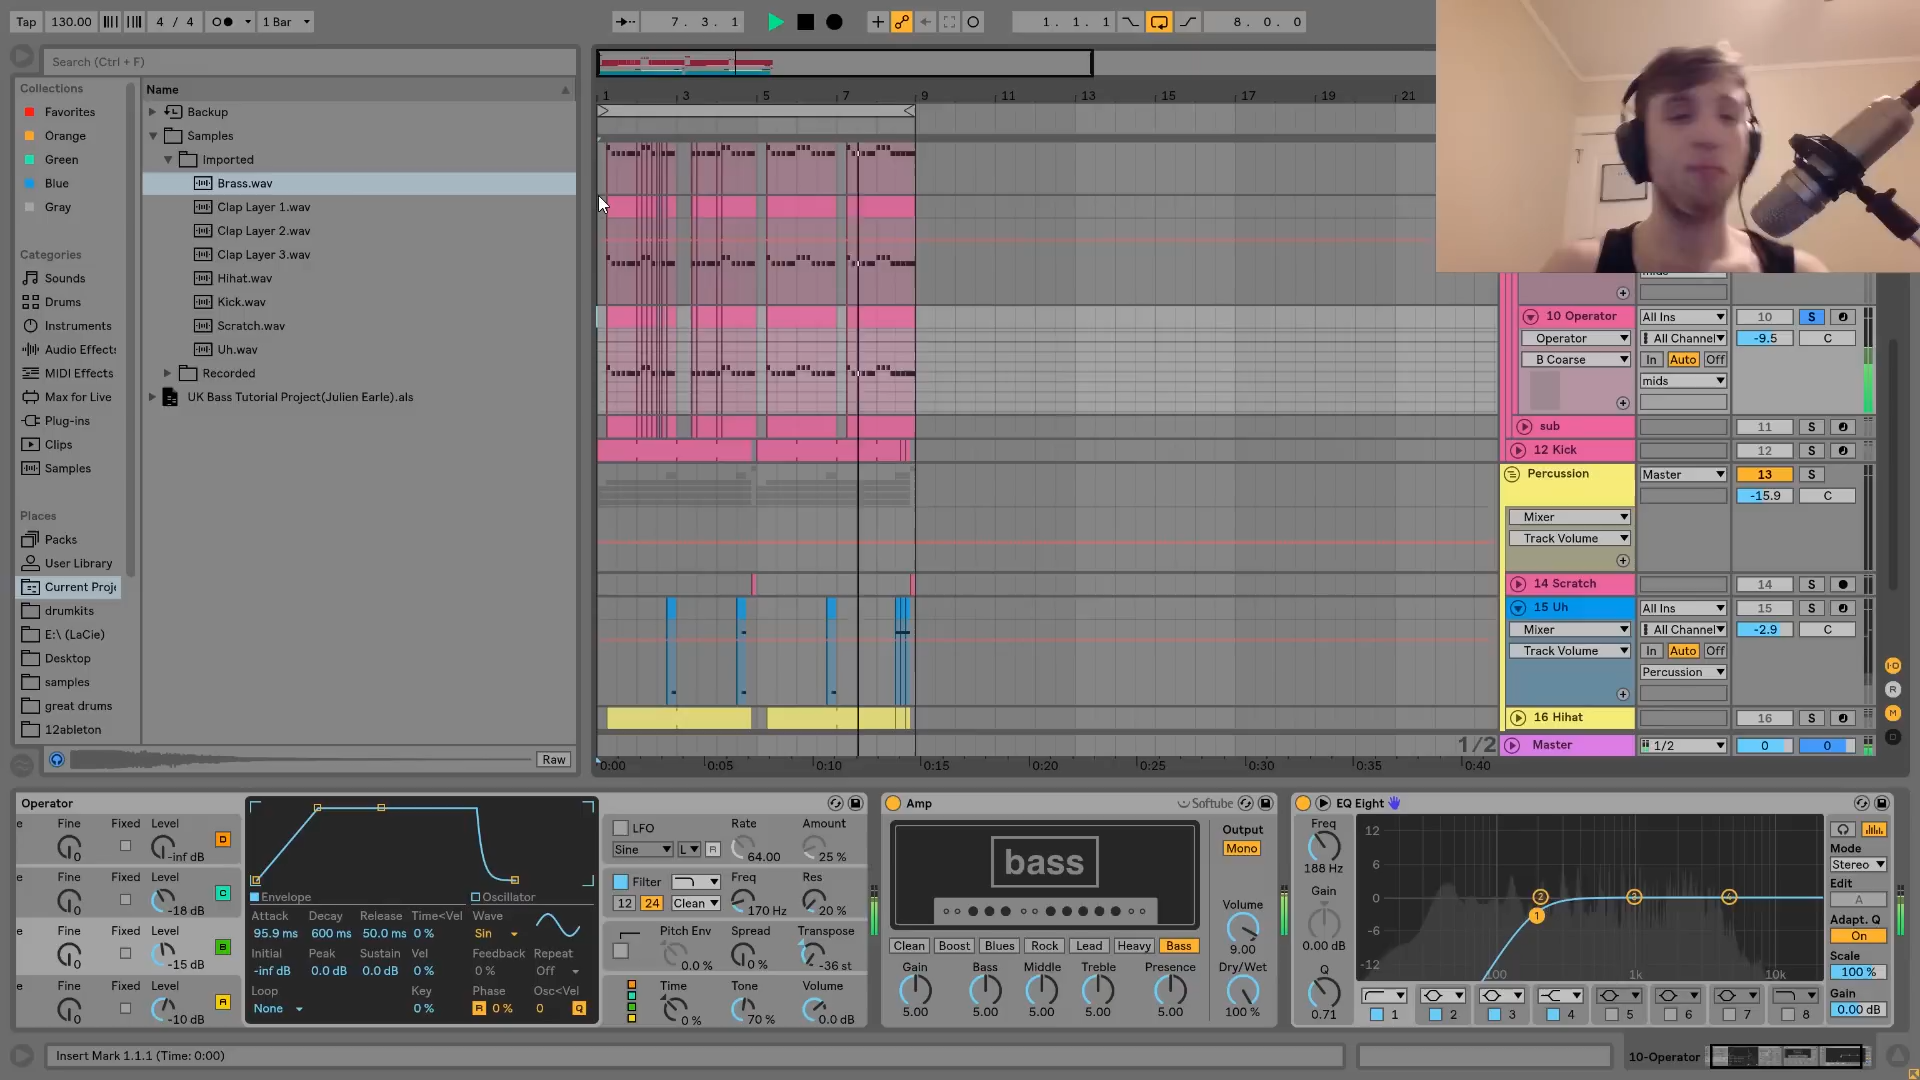 Tap 130.00 4 / 4 1 Bar 7. 3. 1 1. 1. 1 8. 0. 0
Search (Ctrl + F)
Collections
Favorites
Orange
Green
Blue
Gray
Categories
Sounds
Drums
Instruments
Audio Effects
MIDI Effects
Max for Live
Plug-ins
Clips
Samples
Places
Packs
User Library
Current Proj
drumkits
E:\ (LaCie)
Desktop
samples
great drums
12ableton
Name
Backup
Samples
Imported
Brass.wav
Clap Layer 1.wav
Clap Layer 2.wav
Clap Layer 3.wav
Hihat.wav
Kick.wav
Scratch.wav
Uh.wav
Recorded
UK Bass Tutorial Project(Julien Earle).als
Raw
1 3 5 7 9 11 13 15 17 19 21
1/2
0:00 0:05 0:10 0:15 0:20 0:25 0:30 0:35 0:40
mids
10 Operator All Ins 10 S
Operator All Channel -9.5 C
B Coarse In Auto Off
mids
sub 11 S
12 Kick 12 S
Percussion Master 13 S
-15.9 C
Mixer
Track Volume
14 Scratch 14 S
15 Uh All Ins 15 S
Mixer All Channel -2.9 C
Track Volume In Auto Off
Percussion
16 Hihat 16 S
Master 1/2 0 0
I·O
R
M
D
Operator
e Fine Fixed Level
0 -inf dB D
e Fine Fixed Level
0 -18 dB C
e Fine Fixed Level
0 -15 dB B
e Fine Fixed Level
0 -10 dB A
Envelope Oscillator
Attack Decay Release Time<Vel Wave
95.9 ms 600 ms 50.0 ms 0 % Sin
Initial Peak Sustain Vel Feedback Repeat
-inf dB 0.0 dB 0.0 dB 0 % 0 % Off
Loop Key Phase Osc<Vel
None 0 % R 0 % 0 Q
LFO Rate Amount
Sine L R 64.00 25 %
Filter Freq Res
12 24 Clean 170 Hz 20 %
Pitch Env Spread Transpose
0.0 % 0 % -36 st
Time Tone Volume
0 % 70 % 0.0 dB
Amp Softube
bass
Output
Mono
Volume
9.00
Clean Boost Blues Rock Lead Heavy Bass
Gain Bass Middle Treble Presence Dry/Wet
5.00 5.00 5.00 5.00 5.00 100 %
EQ Eight
Freq
188 Hz
Gain
0.00 dB
Q
0.71
12
6
0
-6
-12
1 2 3 4
100 1k 10k
1 2 3 4 5 6 7 8
Mode
Stereo
Edit
A
Adapt. Q
On
Scale
100 %
Gain
0.00 dB
Insert Mark 1.1.1 (Time: 0:00)
10-Operator